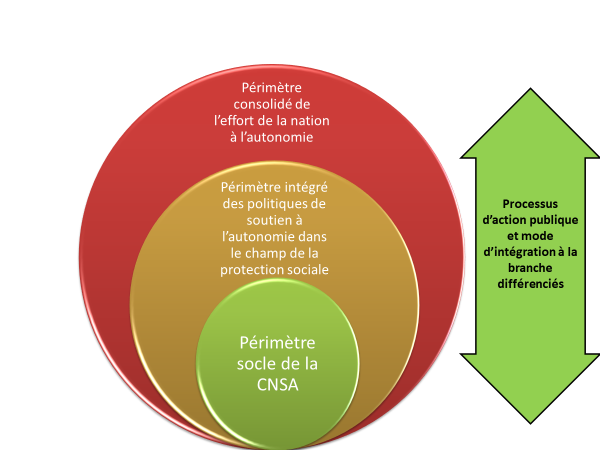 Périmètre
consolidé de
l’effort de la nation
à l’autonomie
Périmètre intégré
des politiques de
soutien à
l’autonomie dans
le champ de la
protection sociale
Périmètre
socle de la
CNSA
Processus
d’action publique
et mode
d’intégration à la
branche
différenciés